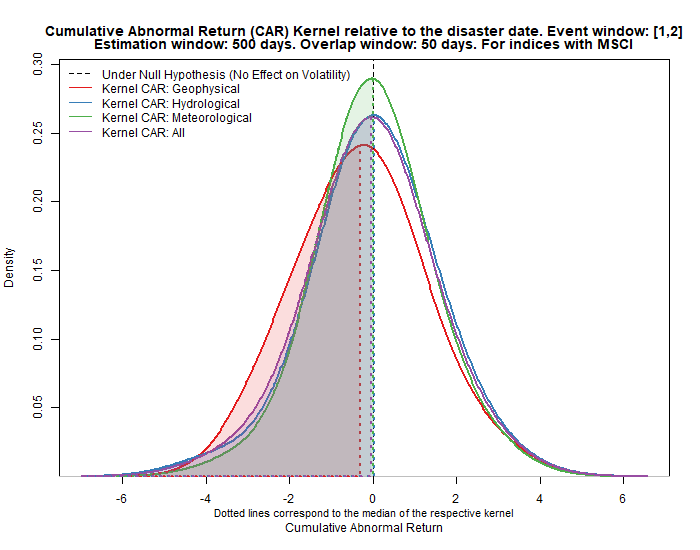 Cumulative Abnormal Return (CAR) Kernel relative to the disaster date. Event window: [1,2]
Estimation window: 500 days. Overlap window: 50 days. For indices with MSCI
Under Null Hypothesis (No Effect on Volatility)
Kernel CAR: Geophysical
Kernel CAR: Hydrological
Kernel CAR: Meteorological
Kernel CAR: All
Density
0.30
0.25
0.20
0.15
0.10
0.05
-6 -4 -2 0 2 4 6
Dotted lines correspond to the median of the respective kernel
Cumulative Abnormal Return